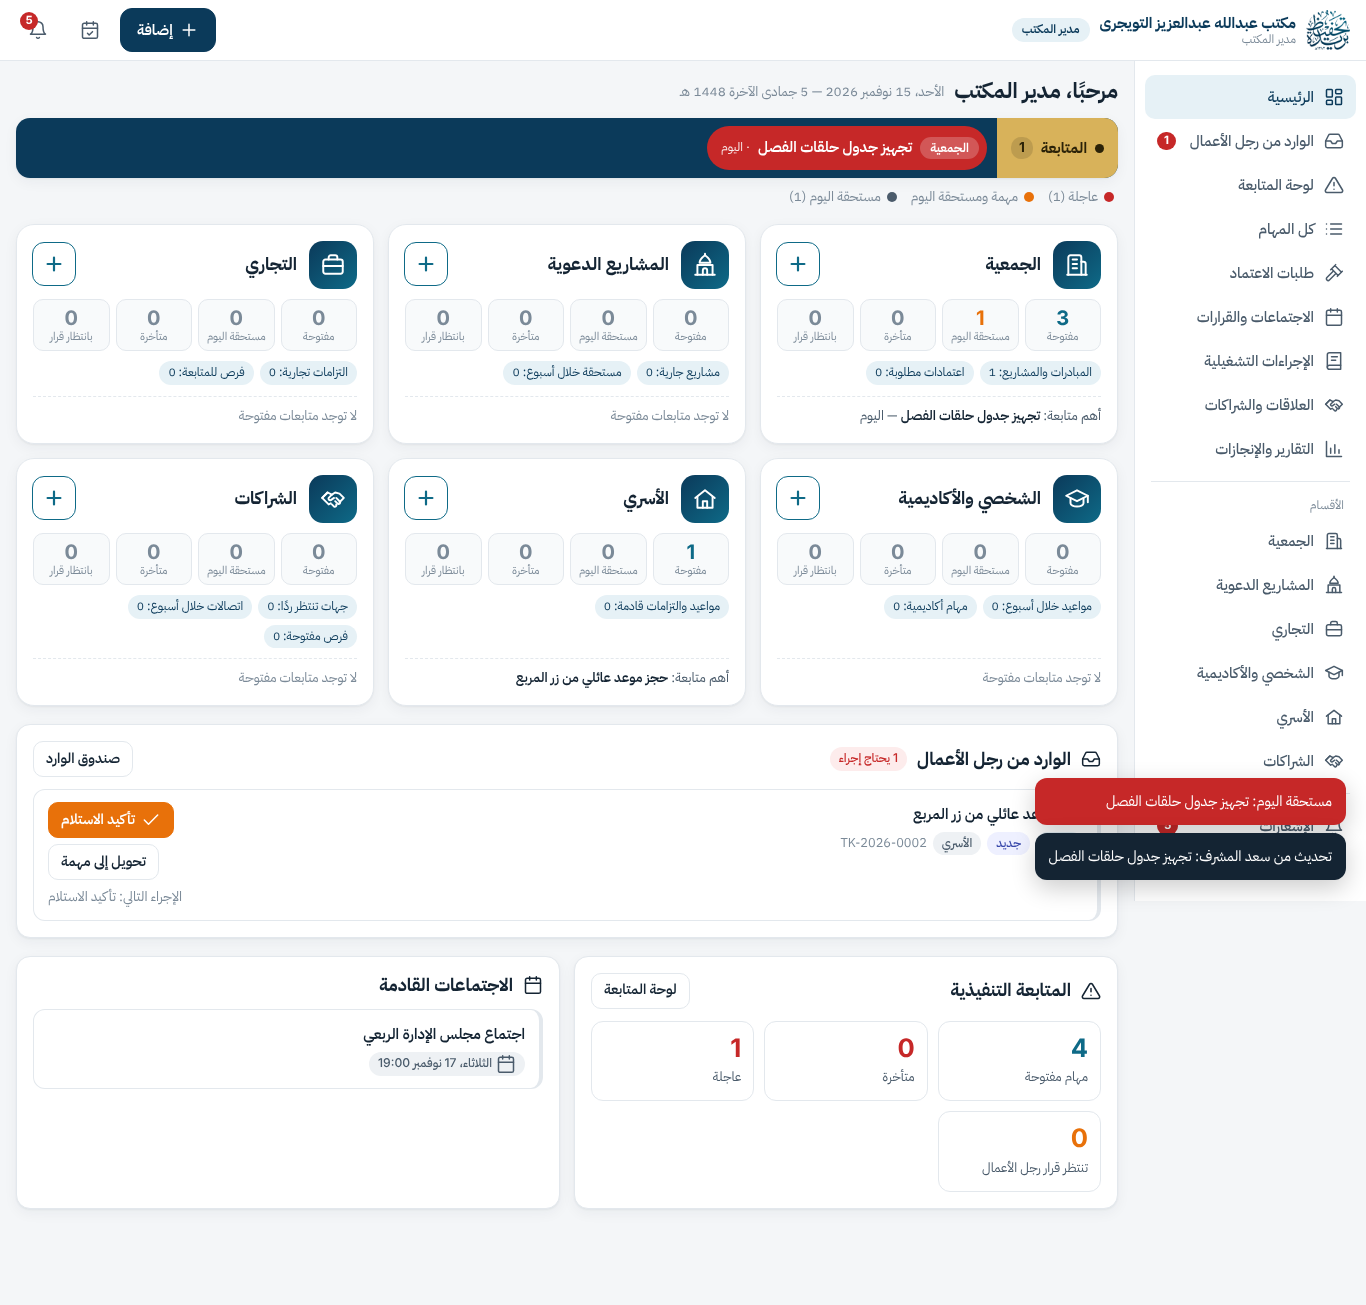 مكتب عبدالله عبدالعزيز التويجري
مدير المكتب
مدير المكتب
إضافة
5
الرئيسية
الوارد من رجل الأعمال 1
لوحة المتابعة
كل المهام
طلبات الاعتماد
الاجتماعات والقرارات
الإجراءات التشغيلية
العلاقات والشراكات
التقارير والإنجازات
الأقسام
الجمعية
المشاريع الدعوية
التجاري
الشخصي والأكاديمية
الأسري
الشراكات
مستحقة اليوم: تجهيز جدول حلقات الفصل
تحديث من سعد المشرف: تجهيز جدول حلقات الفصل
مرحبًا، مدير المكتب الأحد، 15 نوفمبر 2026 — 5 جمادى الآخرة 1448 هـ
المتابعة 1
الجمعية تجهيز جدول حلقات الفصل · اليوم
عاجلة (1) مهمة ومستحقة اليوم مستحقة اليوم (1)
الجمعية
3 1 0 0
مفتوحة مستحقة اليوم متأخرة بانتظار قرار
المبادرات والمشاريع: 1 اعتمادات مطلوبة: 0
أهم متابعة: تجهيز جدول حلقات الفصل — اليوم
المشاريع الدعوية
0 0 0 0
مفتوحة مستحقة اليوم متأخرة بانتظار قرار
مشاريع جارية: 0 مستحقة خلال أسبوع: 0
لا توجد متابعات مفتوحة
التجاري
0 0 0 0
مفتوحة مستحقة اليوم متأخرة بانتظار قرار
التزامات تجارية: 0 فرص للمتابعة: 0
لا توجد متابعات مفتوحة
الشخصي والأكاديمية
0 0 0 0
مفتوحة مستحقة اليوم متأخرة بانتظار قرار
مواعيد خلال أسبوع: 0 مهام أكاديمية: 0
لا توجد متابعات مفتوحة
الأسري
1 0 0 0
مفتوحة مستحقة اليوم متأخرة بانتظار قرار
مواعيد والتزامات قادمة: 0
أهم متابعة: حجز موعد عائلي من زر المربع
الشراكات
0 0 0 0
مفتوحة مستحقة اليوم متأخرة بانتظار قرار
جهات تنتظر ردًا: 0 اتصالات خلال أسبوع: 0
فرص مفتوحة: 0
لا توجد متابعات مفتوحة
الوارد من رجل الأعمال 1 يحتاج إجراء
صندوق الوارد
عائلي من زر المربع
جديد الأسري TK-2026-0002
تأكيد الاستلام
تحويل إلى مهمة
الإجراء التالي: تأكيد الاستلام
المتابعة التنفيذية
لوحة المتابعة
4 0 1
مهام مفتوحة متأخرة عاجلة
0
تنتظر قرار رجل الأعمال
الاجتماعات القادمة
اجتماع مجلس الإدارة الربعي
الثلاثاء، 17 نوفمبر 19:00